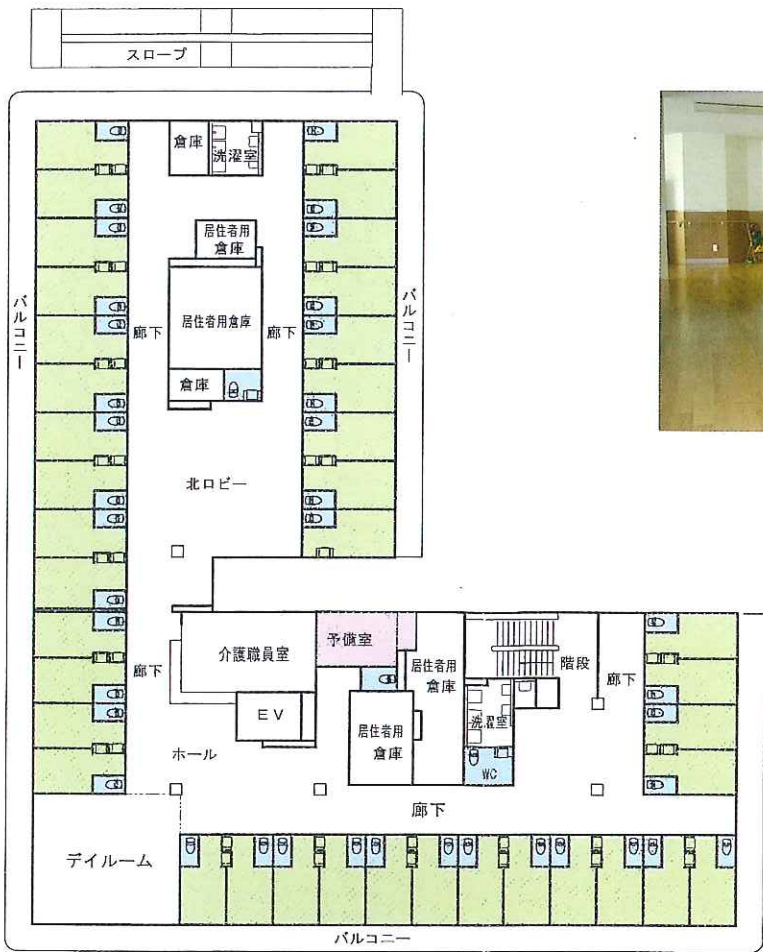 スロープ
倉庫
洗濯室
居住者用
倉庫
バルコニー
廊下
居住者用倉庫
廊下
バルコニー
倉庫
北ロビー
介護職員室
予備室
居住者用
倉庫
階段
廊下
廊下
EV
居住者用
倉庫
洗濯室
ホール
WC
廊下
デイルーム
バルコニー